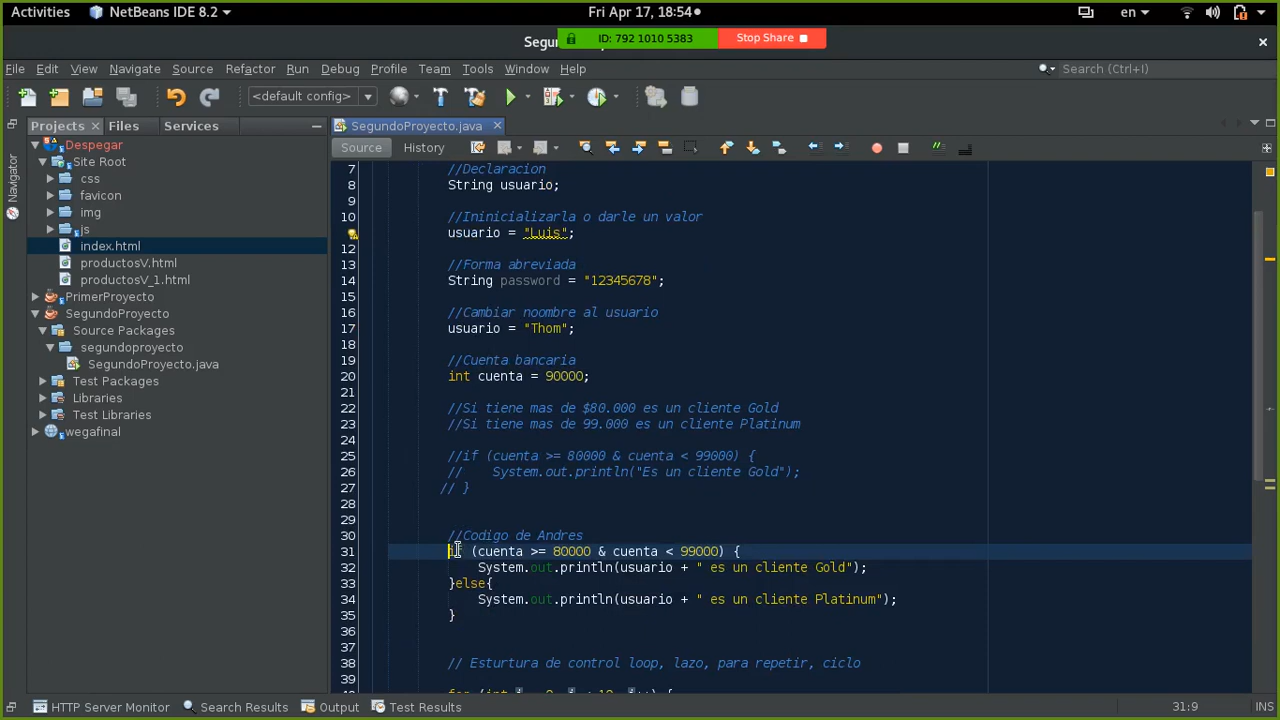 Activities NetBeans IDE 8.2 Fri Apr 17, 18:54 en
ID: 792 1010 5383 Stop Share
File Edit View Navigate Source Refactor Run Debug Profile Team Tools Window Help Search (Ctrl+I)
<default config>
Projects Files Services
SegundoProyecto.java
Navigator
Source History
Despegar
Site Root
css
favicon
img
js
index.html
productosV.html
productosV_1.html
PrimerProyecto
SegundoProyecto
Source Packages
segundoproyecto
SegundoProyecto.java
Test Packages
Libraries
Test Libraries
wegafinal
7 //Declaracion
8 String usuario;
9
10 //Ininicializarla o darle un valor
usuario = "Luis";
12
13 //Forma abreviada
14 String password = "12345678";
15
16 //Cambiar noombre al usuario
17 usuario = "Thom";
18
19 //Cuenta bancaria
20 int cuenta = 90000;
21
22 //Si tiene mas de $80.000 es un cliente Gold
23 //Si tiene mas de 99.000 es un cliente Platinum
24
25 //if (cuenta >= 80000 & cuenta < 99000) {
26 // System.out.println("Es un cliente Gold");
27 // }
28
29
30 //Codigo de Andres
31 if (cuenta >= 80000 & cuenta < 99000) {
32 System.out.println(usuario + " es un cliente Gold");
33 }else{
34 System.out.println(usuario + " es un cliente Platinum");
35 }
36
37
38 // Esturtura de control loop, lazo, para repetir, ciclo
39
HTTP Server Monitor Search Results Output Test Results 31:9 INS